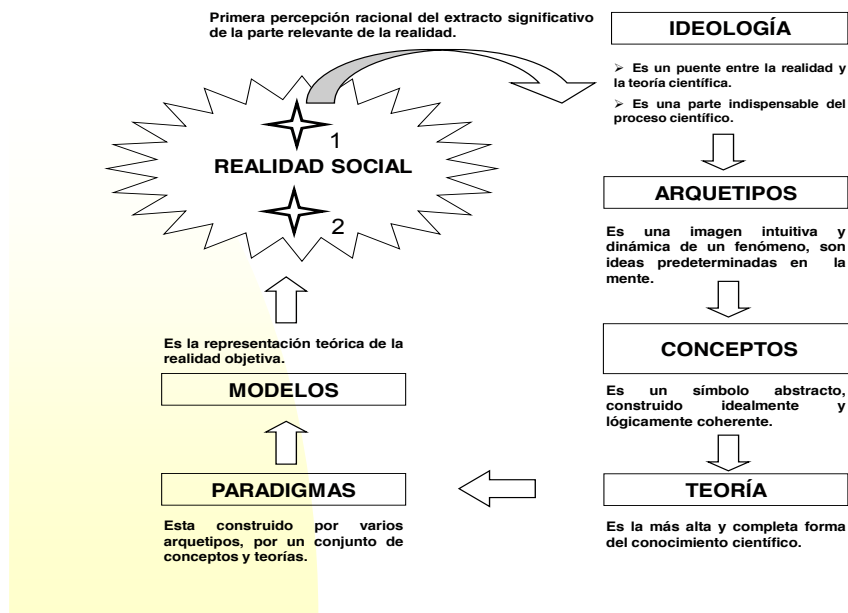 Primera percepción racional del extracto significativo
de la parte relevante de la realidad.
IDEOLOGÍA
➢ Es un puente entre la realidad y
la teoría científica.
➢ Es una parte indispensable del
proceso científico.
1
REALIDAD SOCIAL
2
ARQUETIPOS
Es una imagen intuitiva y
dinámica de un fenómeno, son
ideas predeterminadas en la
mente.
CONCEPTOS
Es un símbolo abstracto,
construido idealmente y
lógicamente coherente.
TEORÍA
Es la más alta y completa forma
del conocimiento científico.
PARADIGMAS
Esta construido por varios
arquetipos, por un conjunto de
conceptos y teorías.
Es la representación teórica de la
realidad objetiva.
MODELOS